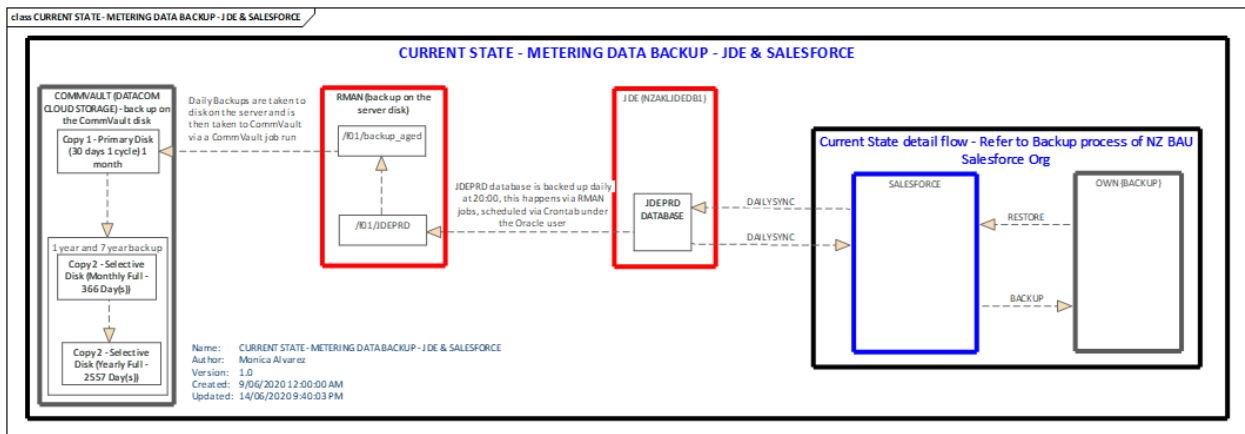 class CURRENT STATE - METERING DATA BACKUP - JDE & SALESFORCE
CURRENT STATE - METERING DATA BACKUP - JDE & SALESFORCE
COMMVAULT (DATACOM
CLOUD STORAGE) - back up on
the CommVault disk
Copy 1 - Primary Disk
(30 days 1 cycle) 1
month
1 year and 7 year backup
Copy 2 - Selective
Disk (Monthly Full -
366 Day(s))
Copy 2 - Selective
Disk (Yearly Full -
2557 Day(s))
Daily Backups are taken to
disk on the server and is
then taken to CommVault
via a CommVault job run
RMAN (backup on the
server disk)
/f01/backup_aged
/f01/JDEPRD
JDEPRD database is backed up daily
at 20:00, this happens via RMAN
jobs, scheduled via Crontab under
the Oracle user
JDE (NZAKLJDEDB1)
JDEPRD
DATABASE
DAILY SYNC
DAILY SYNC
Current State detail flow - Refer to Backup process of NZ BAU
Salesforce Org
SALESFORCE
OWN (BACKUP)
RESTORE
BACKUP
Name: CURRENT STATE - METERING DATA BACKUP - JDE & SALESFORCE
Author: Monica Alvarez
Version: 1.0
Created: 9/06/2020 12:00:00 AM
Updated: 14/06/2020 9:40:03 PM